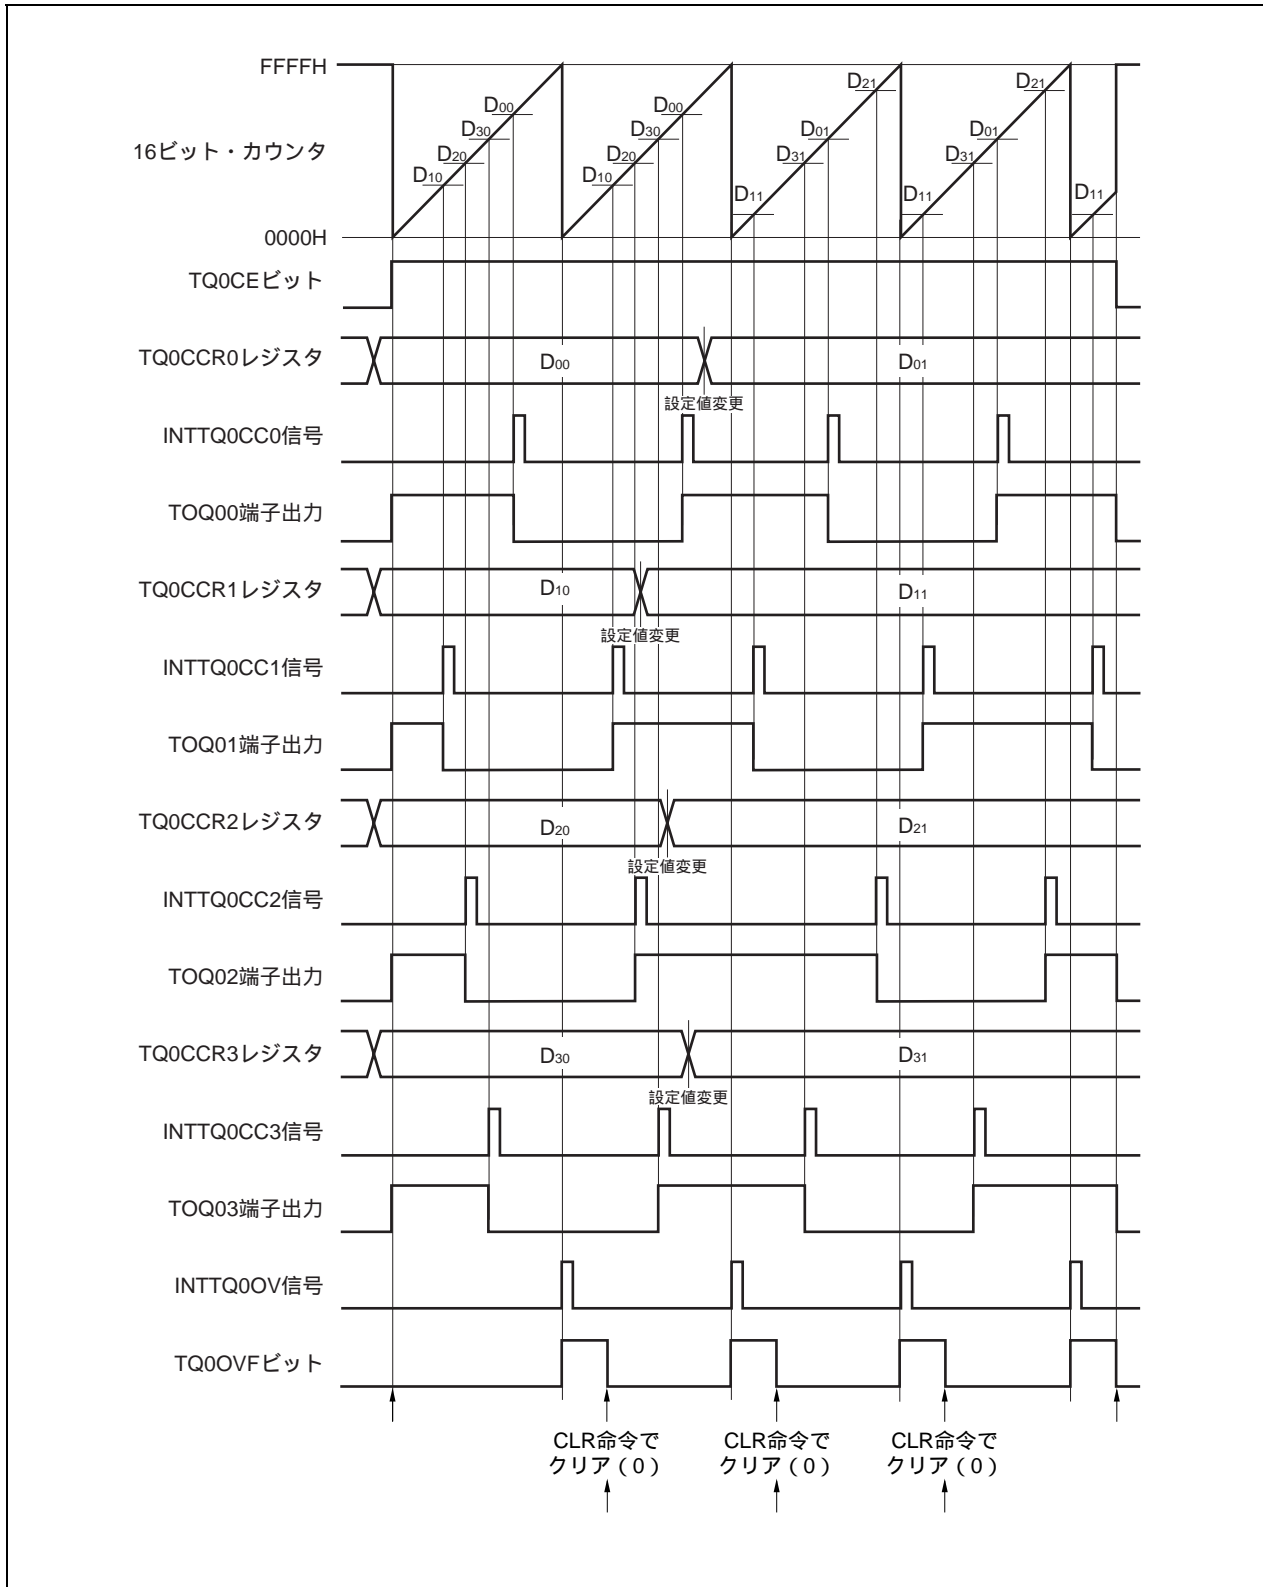 FFFFH
D00
D00
D21
D21
D30
D30
D01
D01
16ビット・カウンタ
D20
D20
D31
D31
D10
D10
D11
D11
D11
0000H
TQ0CEビット
TQ0CCR0レジスタ
D00
D01
設定値変更
INTTQ0CC0信号
TOQ00端子出力
TQ0CCR1レジスタ
D10
D11
設定値変更
INTTQ0CC1信号
TOQ01端子出力
TQ0CCR2レジスタ
D20
D21
設定値変更
INTTQ0CC2信号
TOQ02端子出力
TQ0CCR3レジスタ
D30
D31
設定値変更
INTTQ0CC3信号
TOQ03端子出力
INTTQ0OV信号
TQ0OVFビット
CLR命令で
クリア(0)
CLR命令で
クリア(0)
CLR命令で
クリア(0)